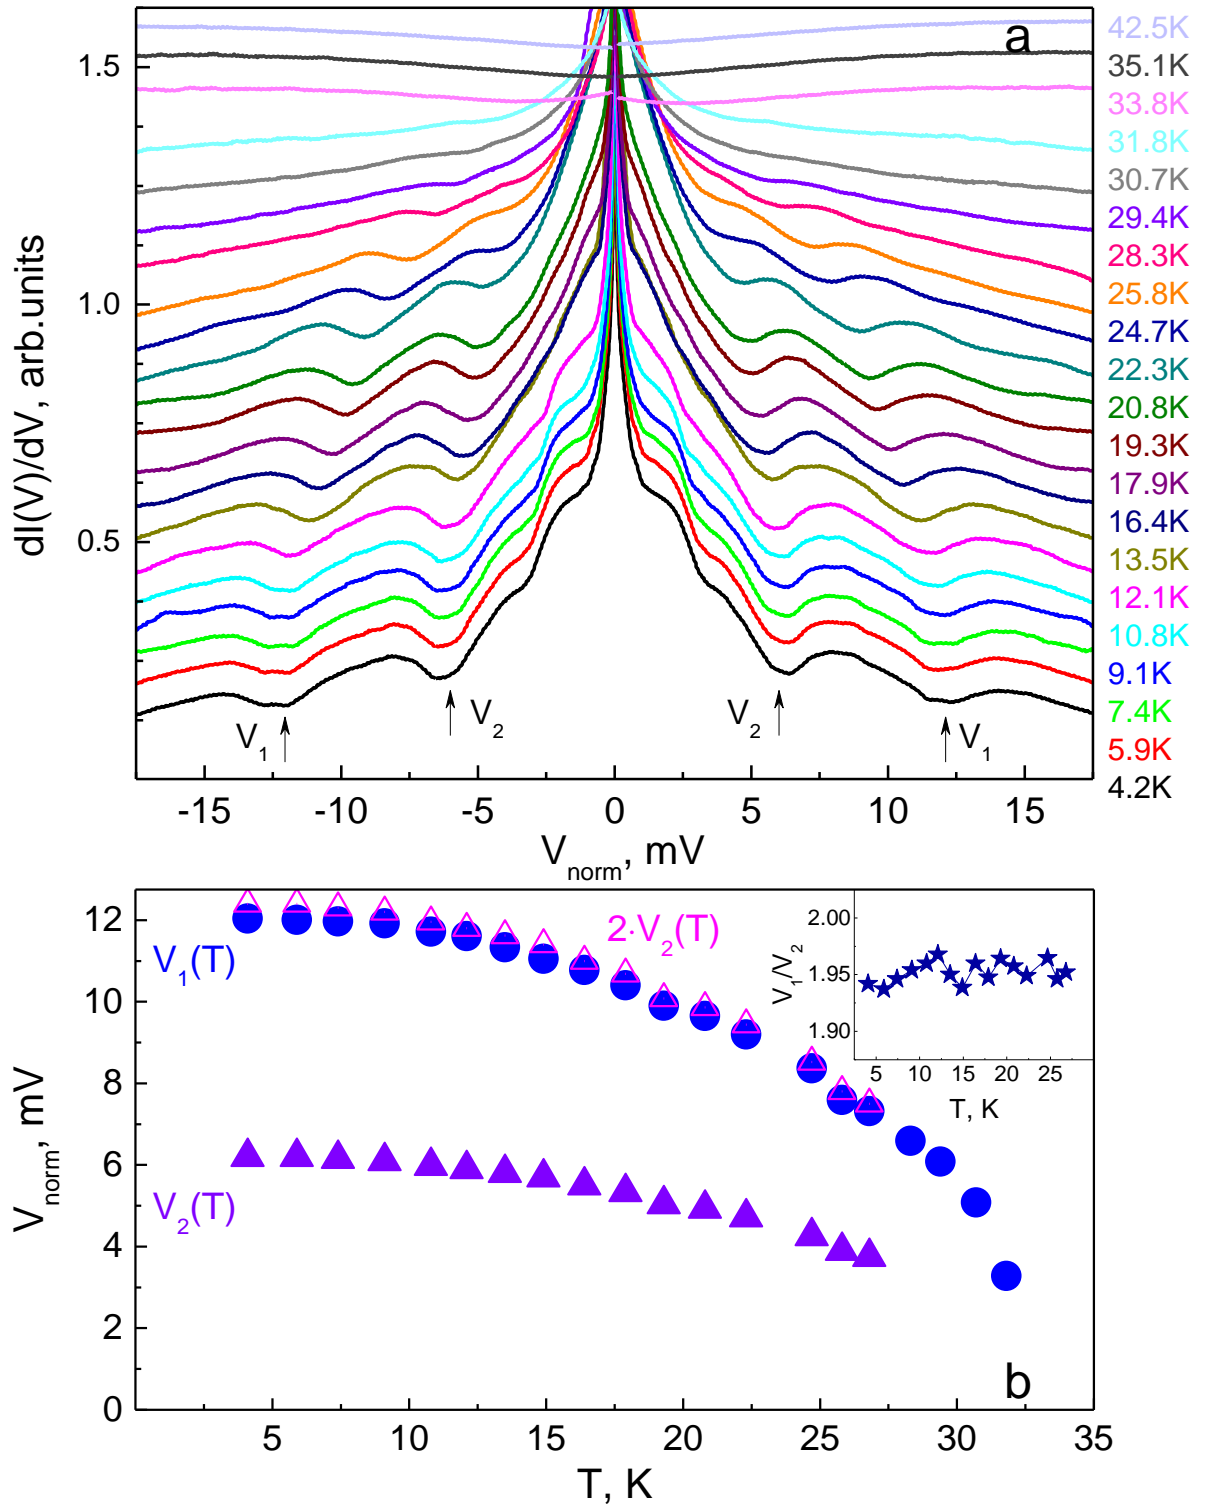 a
42.5K
35.1K
33.8K
31.8K
30.7K
29.4K
28.3K
25.8K
24.7K
22.3K
20.8K
19.3K
17.9K
16.4K
13.5K
12.1K
10.8K
9.1K
7.4K
5.9K
4.2K
1.5
1.0
0.5
dI(V)/dV, arb.units
V1
V2
V2
V1
-15 -10 -5 0 5 10 15
Vnorm, mV
12
10
8
6
4
2
0
Vnorm, mV
V1(T)
2·V2(T)
V2(T)
2.00
1.95
1.90
V1/V2
5 10 15 20 25
T, K
b
5 10 15 20 25 30 35
T, K